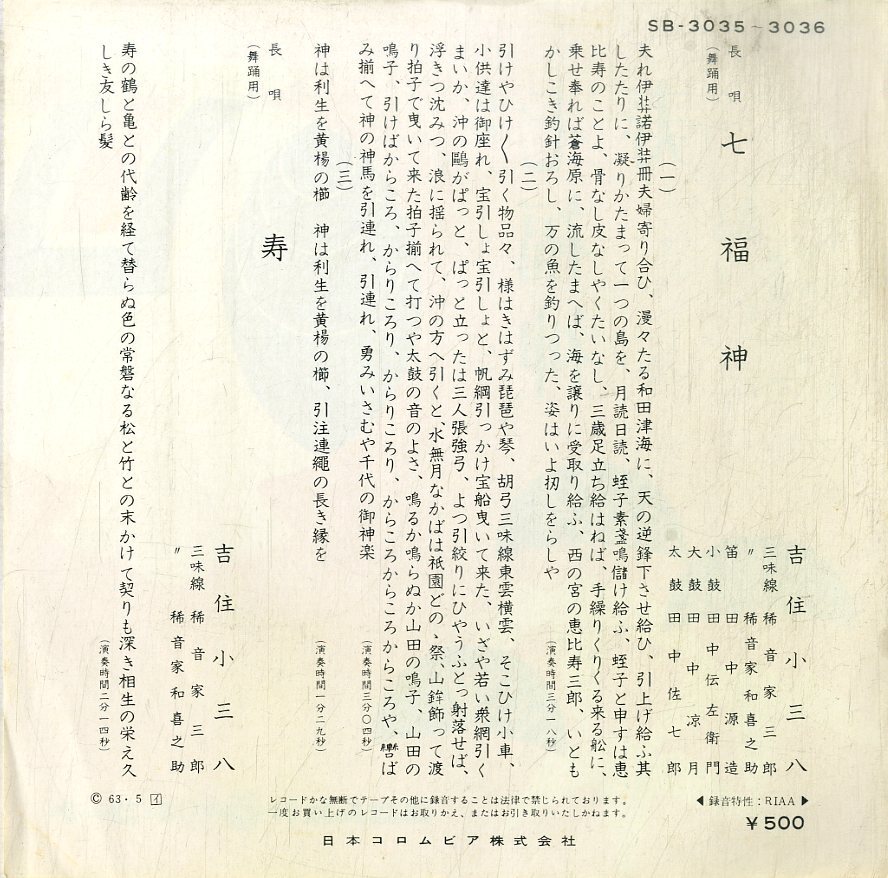 SB-3035~3036
長唄
(舞踊用)
七福神
吉住小三八
三味線 稀音家三郎
〃 稀音家和喜之助
笛 田中源造
小鼓 田中伝左衛門
大鼓 田中凉月
太鼓 田中佐七郎
(一)
夫れ伊弉諾伊弉冊夫婦寄り合ひ、漫々たる和田津海に、天の逆鋒下させ給ひ、引上げ給ふ其
したたりに、凝りかたまって一つの島を、月読日読、蛭子素盞嗚儲け給ふ、蛭子と申すは恵
比寿のことよ、骨なし皮なしやくたいなし、三歳足立ち給はねば、手繰りくりくる来る舩に、
乗せ奉れば蒼海原に、流したまへば、海を譲りに受取り給ふ、西の宮の恵比寿三郎、いとも
かしこき釣針おろし、万の魚を釣りつった、姿はいよ扨しをらしや
(演奏時間三分一八秒)
(二)
引けやひけ〱引く物品々、様はきはずみ琵琶や琴、胡弓三味線東雲横雲、そこひけ小車、
小供達は御座れ、宝引しょ宝引しょと、帆綱引っかけ宝船曳いて来た、いざや若い衆網引く
まいか、沖の鷗がぱっと、ぱっと立ったは三人張強弓、よつ引絞りにひやうふとっ射落せば、
浮きつ沈みつ、浪に揺られて、沖の方へ引くと、水無月なかばは祇園どのゝ祭、山鉾飾って渡
り拍子で曳いて来た拍子揃へて打つや太鼓の音のよさ、鳴るか鳴らぬか山田の鳴子、山田の
鳴子、引けばからころ、からりころり、からりころり、からころからころからころや、轡ば
み揃へて神の神馬を引連れ、引連れ、勇みいさむや千代の御神楽
(演奏時間三分〇四秒)
(三)
神は利生を黄楊の櫛 神は利生を黄楊の櫛、引注連縄の長き縁を
(演奏時間一分二九秒)
長唄
(舞踊用)
寿
吉住小三八
三味線 稀音家三郎
〃 稀音家和喜之助
寿の鶴と亀との代齢を経て替らぬ色の常磐なる松と竹との末かけて契りも深き相生の栄え久
しき友しら髪
(演奏時間二分一四秒)
◀録音特性：RIAA▶
¥500
レコードかな無断でテープその他に録音することは法律で禁じられております。
一度お買い上げのレコードはお取りかえ、またはお引き取りいたしかねます。
日本コロムビア株式会社
© 63・5 イ